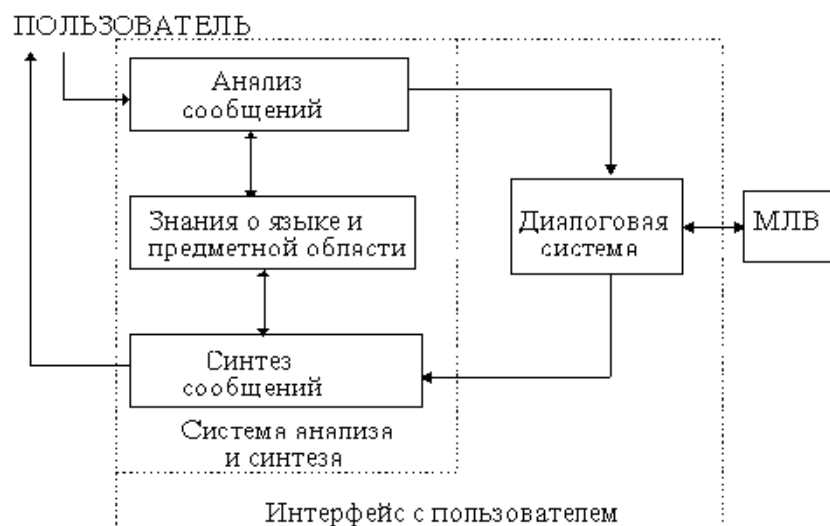 ПОЛЬЗОВАТЕЛЬ
Анализ
сообщений
Знания о языке и
предметной области
Диалоговая
система
МЛВ
Синтез
сообщений
Система анализа
и синтеза
Интерфейс с пользователем